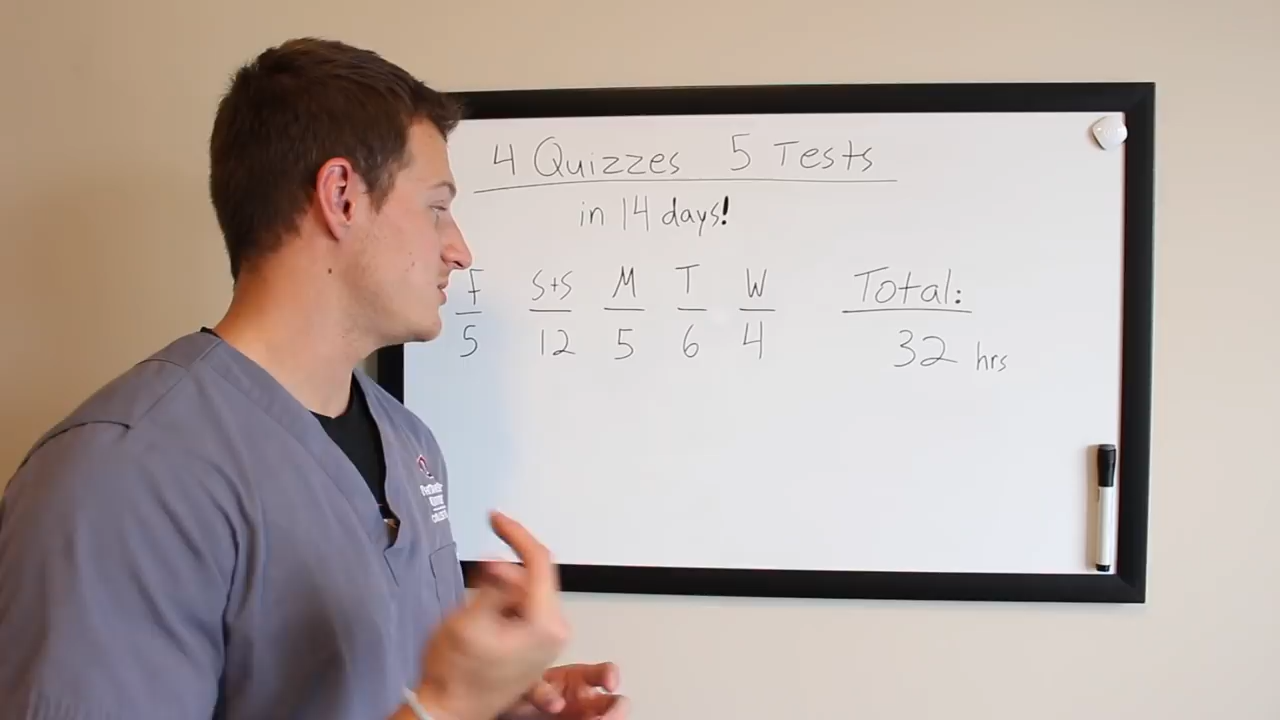 4 Quizzes 5 Tests
in 14 days!
F S+S M T W Total:
5 12 5 6 4 32 hrs